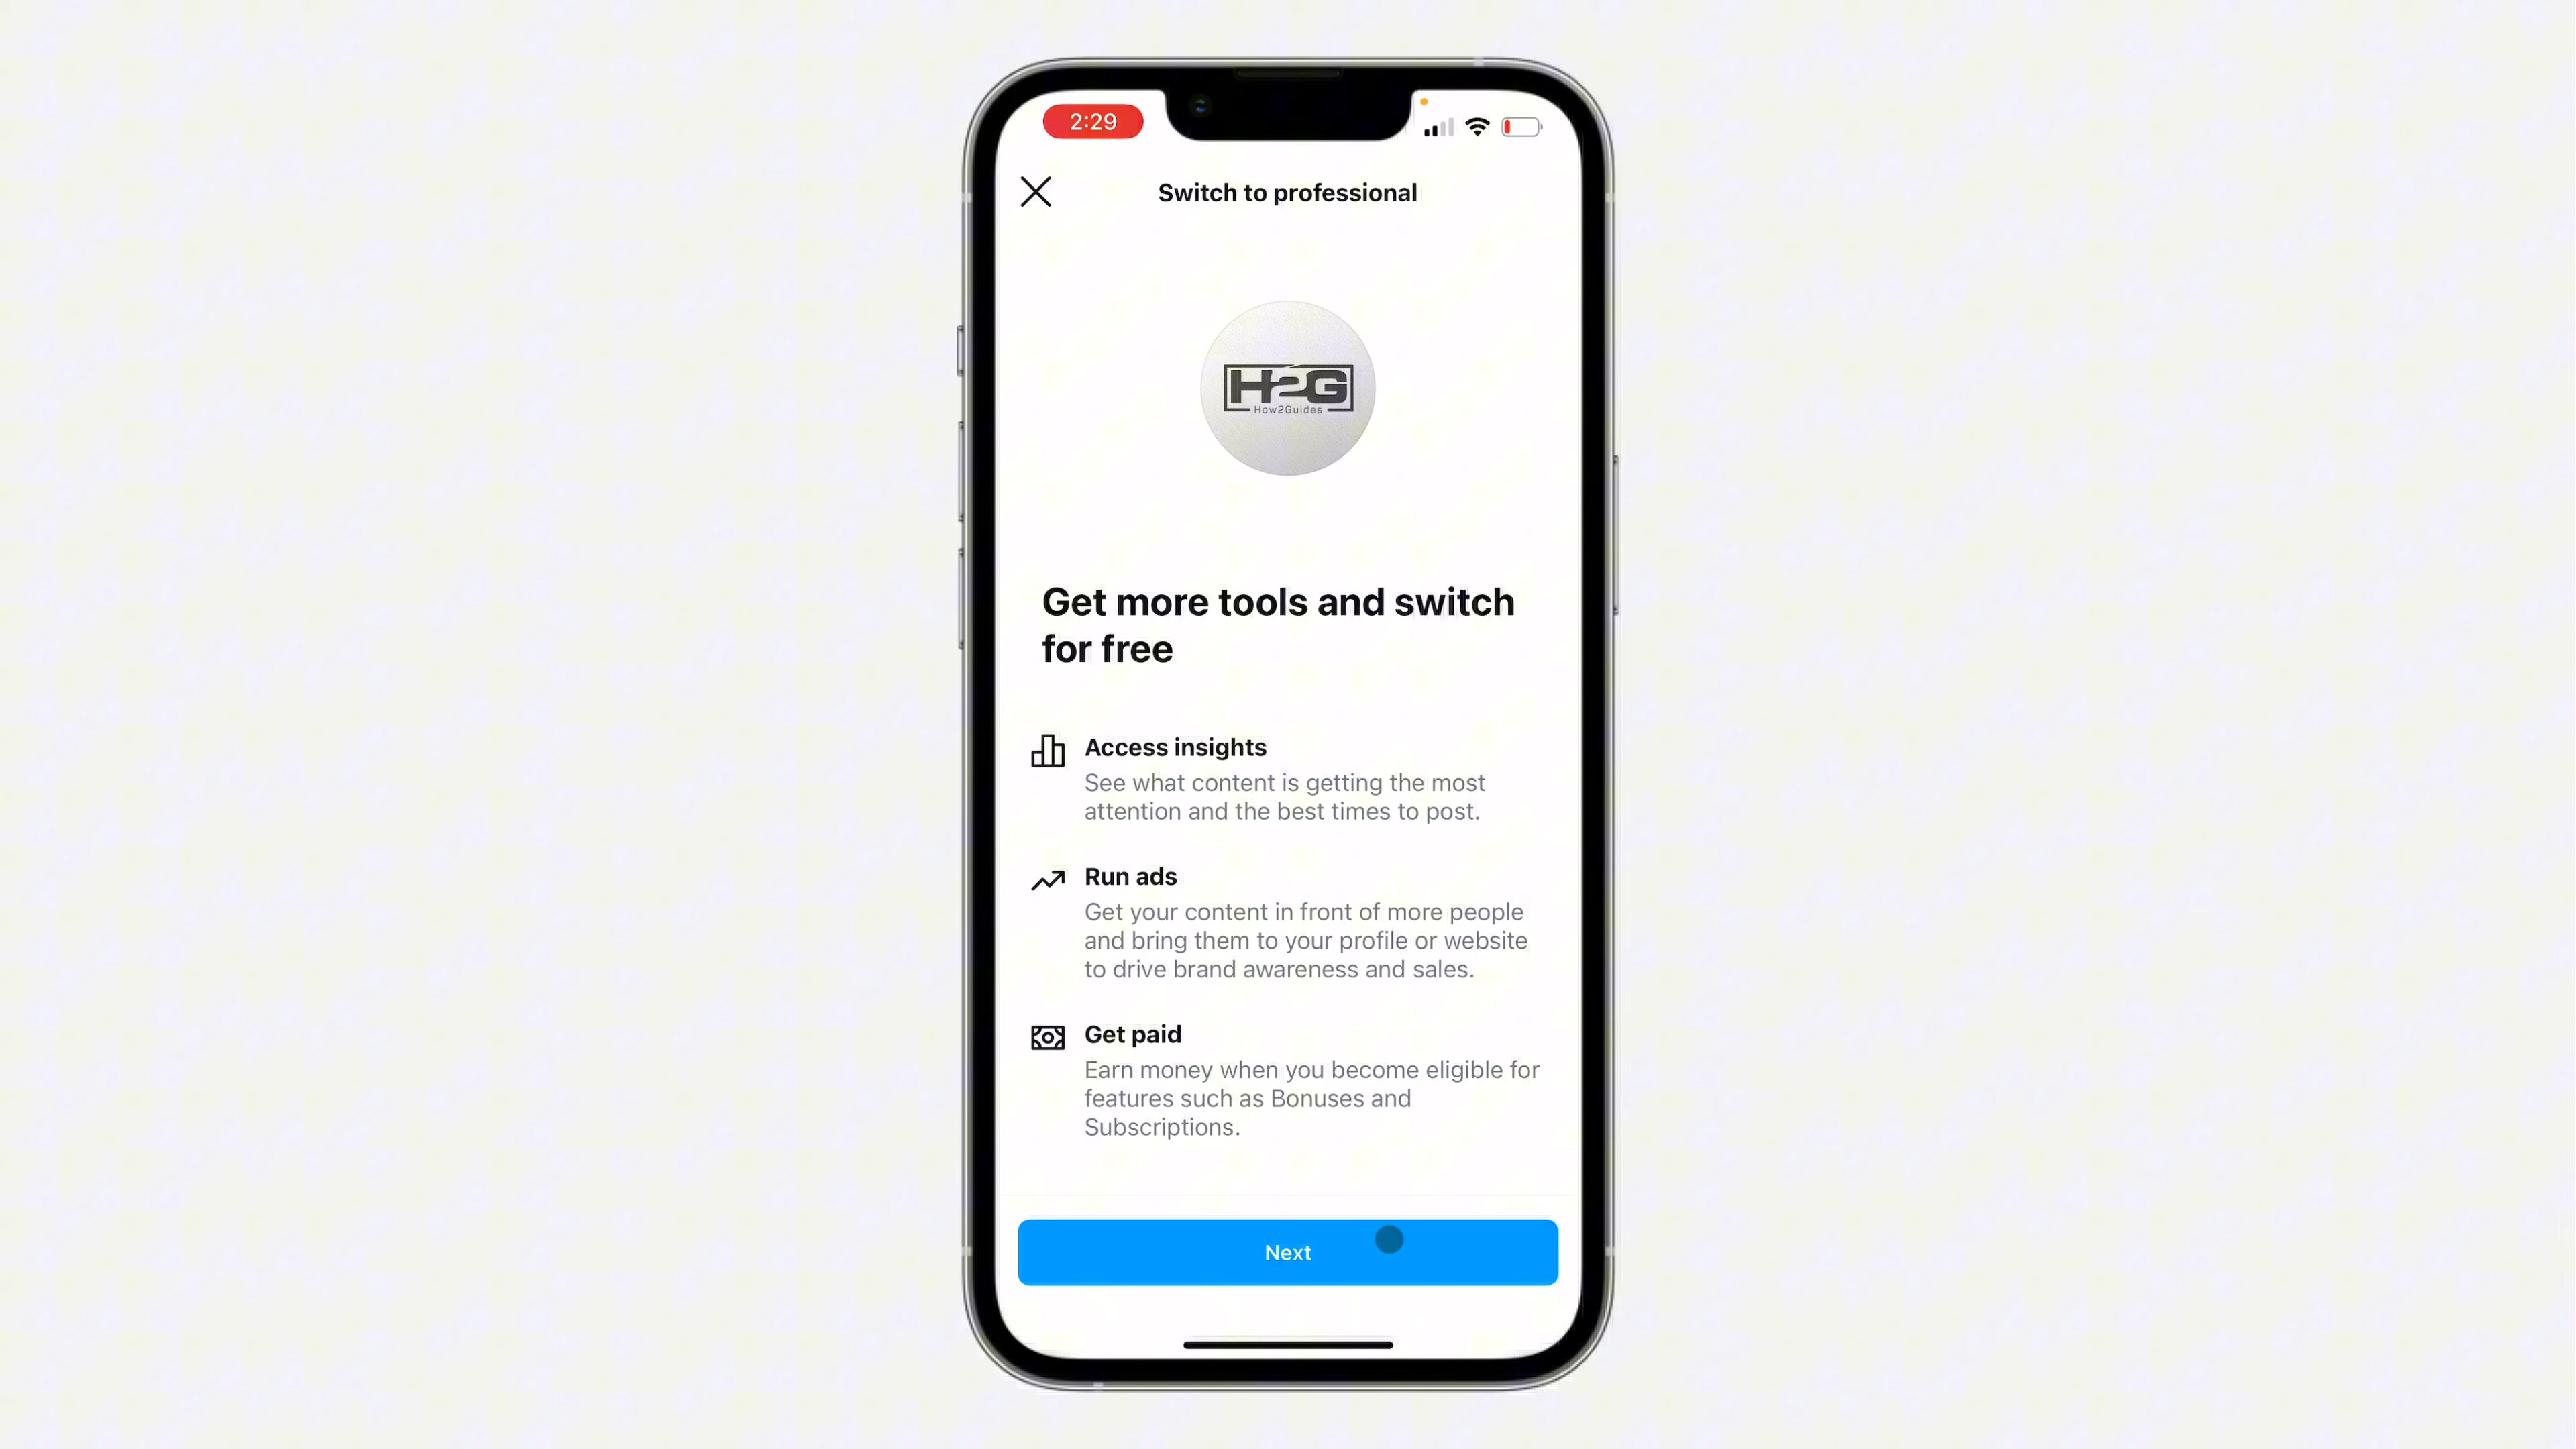 2:29
Switch to professional
H2G
How2Guides
Get more tools and switch
for free
Access insights
See what content is getting the most
attention and the best times to post.
Run ads
Get your content in front of more people
and bring them to your profile or website
to drive brand awareness and sales.
Get paid
Earn money when you become eligible for
features such as Bonuses and
Subscriptions.
Next